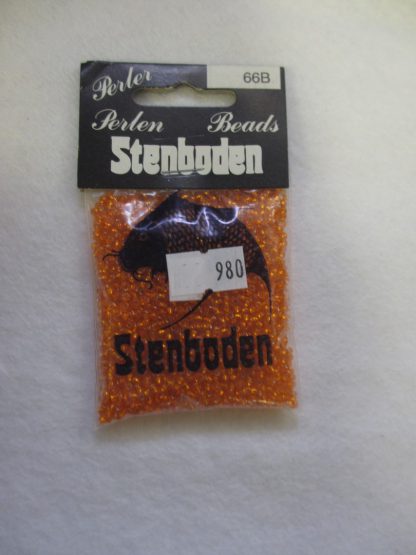 Perler
66B
Perlen Beads
Stenboden
980
Stenboden